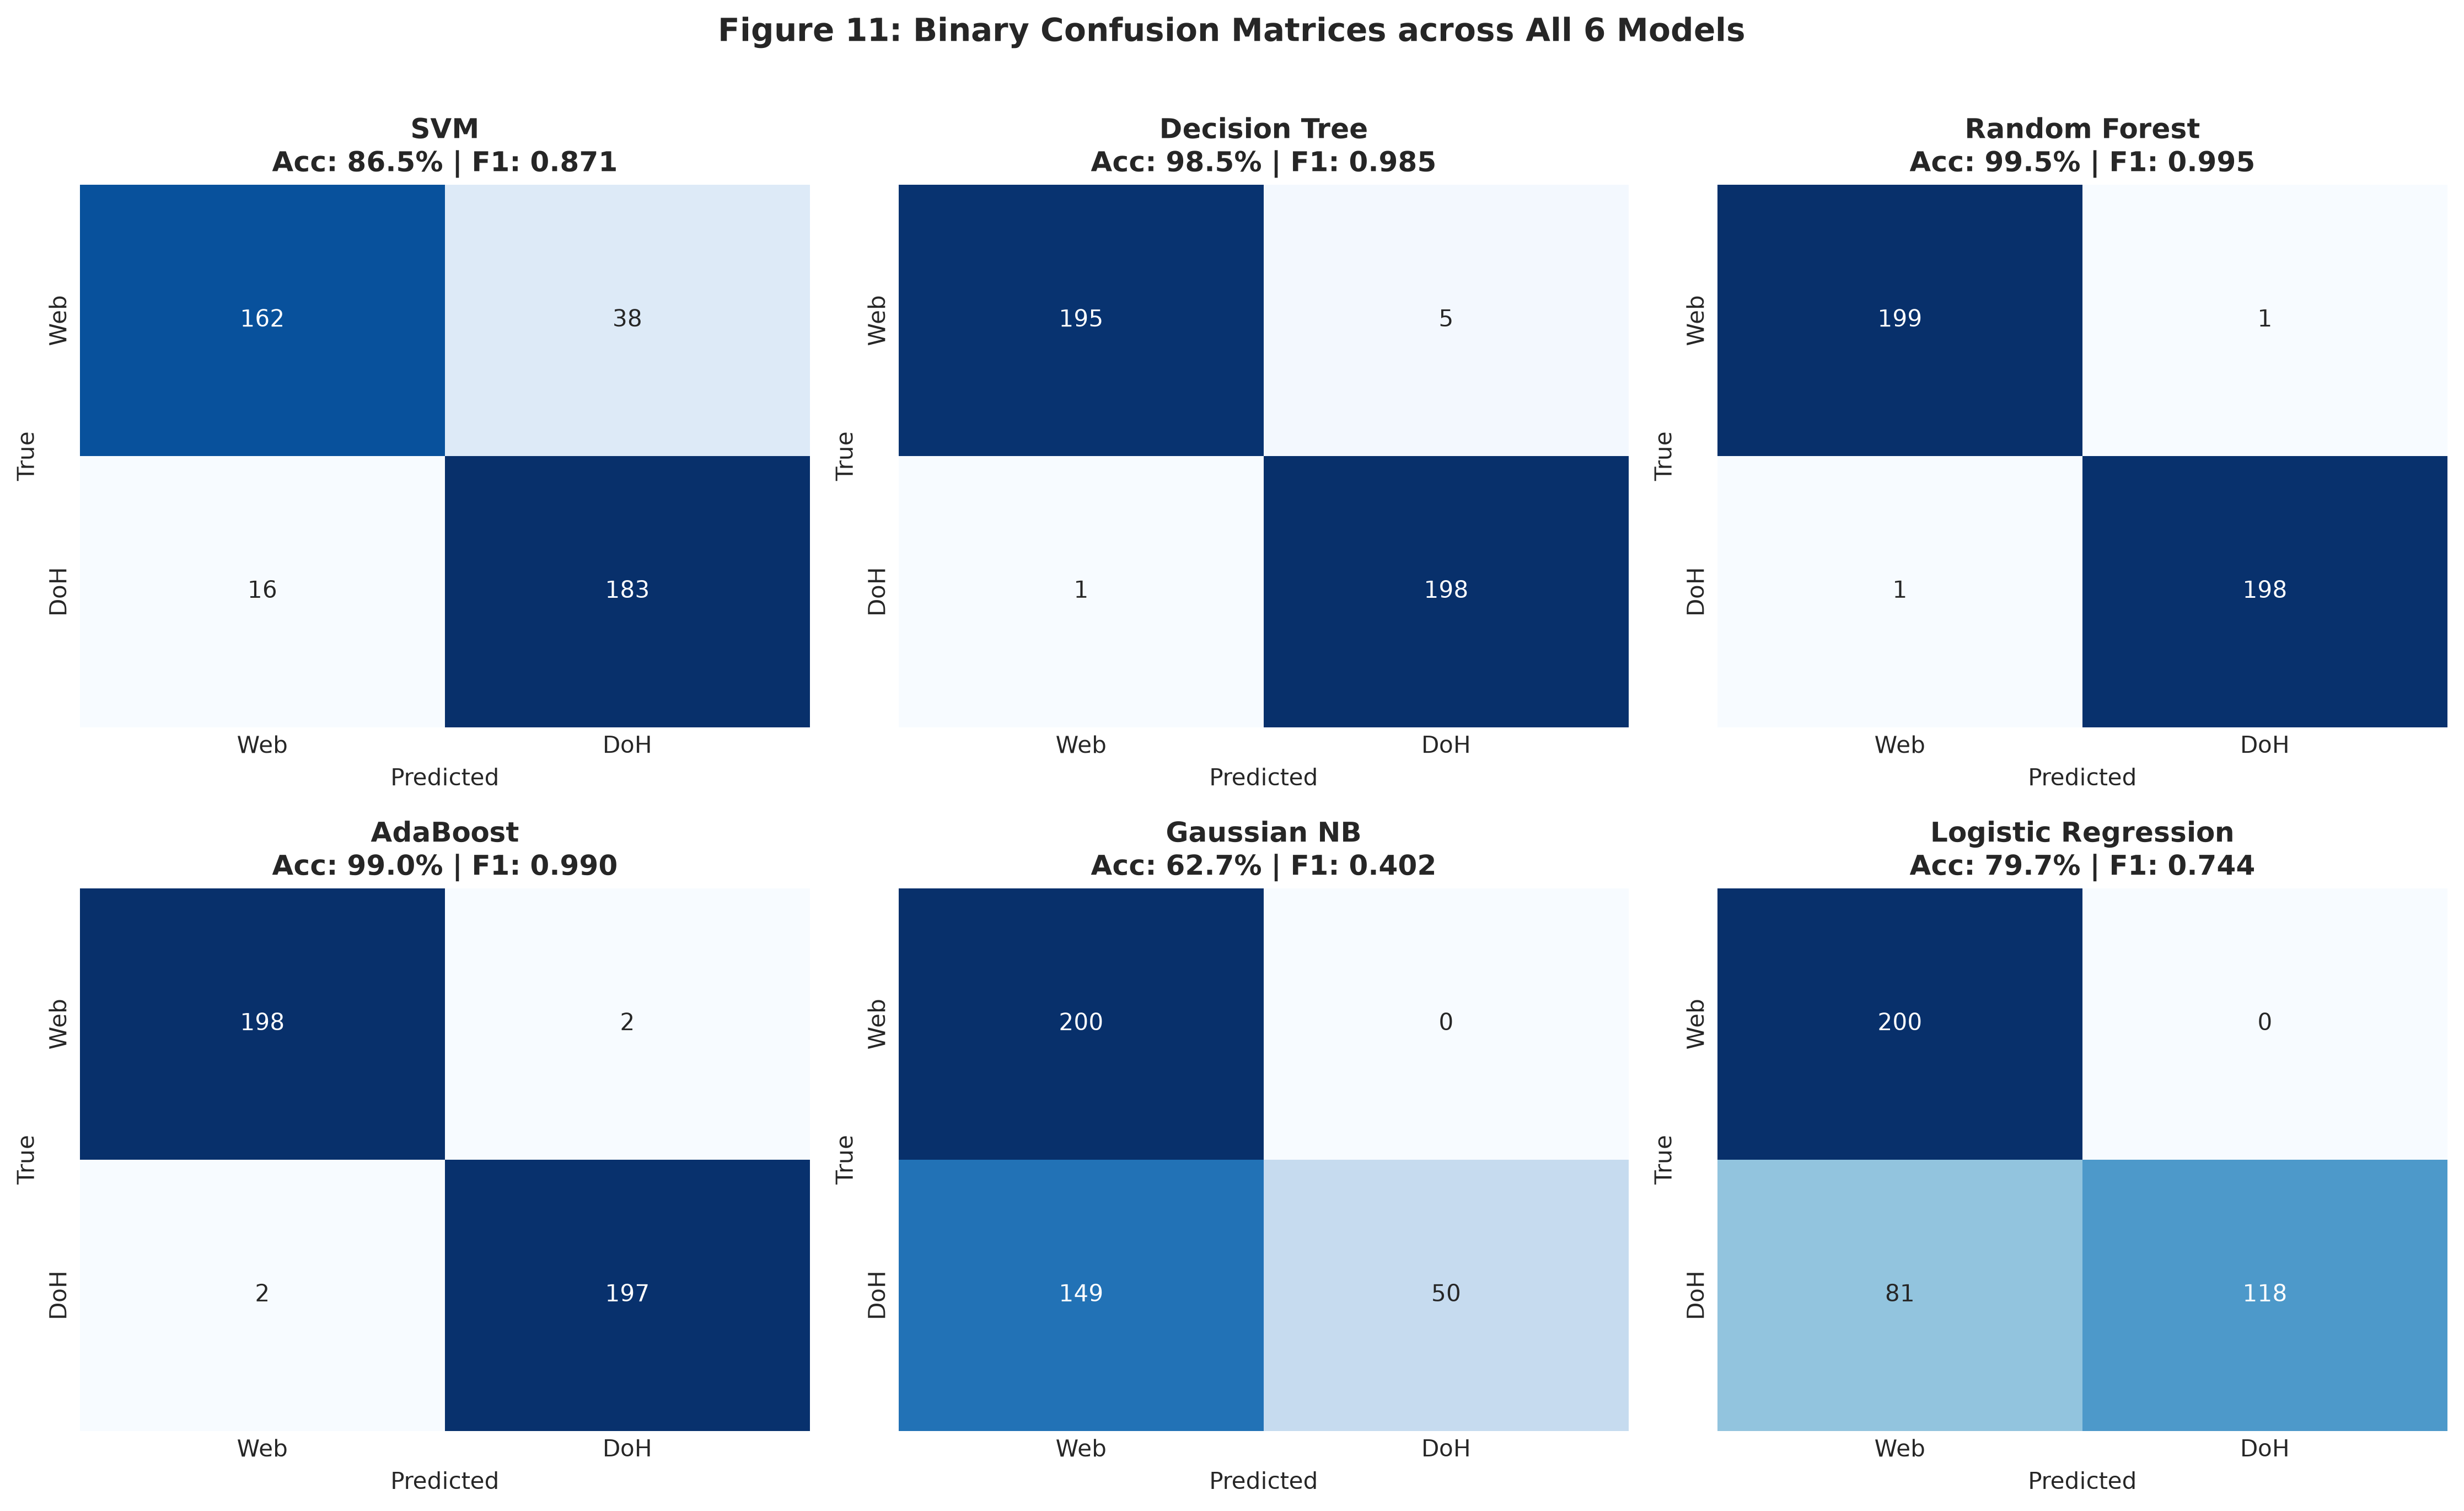 Figure 11: Binary Confusion Matrices across All 6 Models
SVM
Acc: 86.5% | F1: 0.871
True
Web
DoH
162
38
16
183
Web
DoH
Predicted
Decision Tree
Acc: 98.5% | F1: 0.985
True
Web
DoH
195
5
1
198
Web
DoH
Predicted
Random Forest
Acc: 99.5% | F1: 0.995
True
Web
DoH
199
1
1
198
Web
DoH
Predicted
AdaBoost
Acc: 99.0% | F1: 0.990
True
Web
DoH
198
2
2
197
Web
DoH
Predicted
Gaussian NB
Acc: 62.7% | F1: 0.402
True
Web
DoH
200
0
149
50
Web
DoH
Predicted
Logistic Regression
Acc: 79.7% | F1: 0.744
True
Web
DoH
200
0
81
118
Web
DoH
Predicted